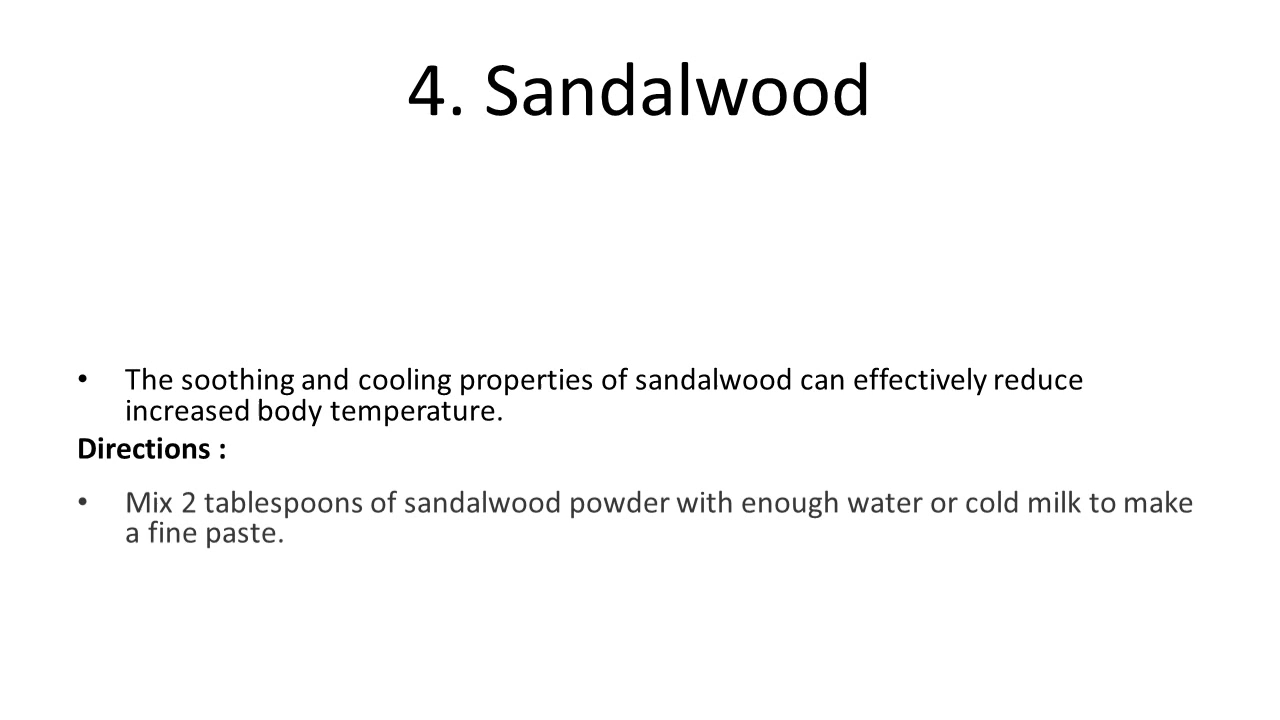 4. Sandalwood
• The soothing and cooling properties of sandalwood can effectively reduce
increased body temperature.
Directions :
• Mix 2 tablespoons of sandalwood powder with enough water or cold milk to make
a fine paste.